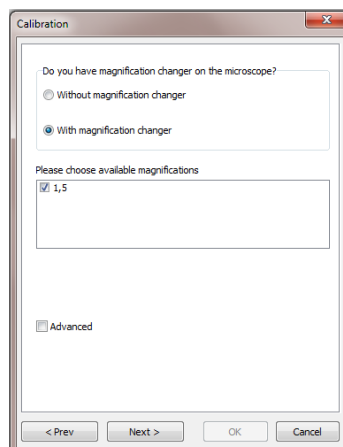 Calibration
Do you have magnification changer on the microscope?
Without magnification changer
With magnification changer
Please choose available magnifications
1,5
Advanced
< Prev
Next >
OK
Cancel